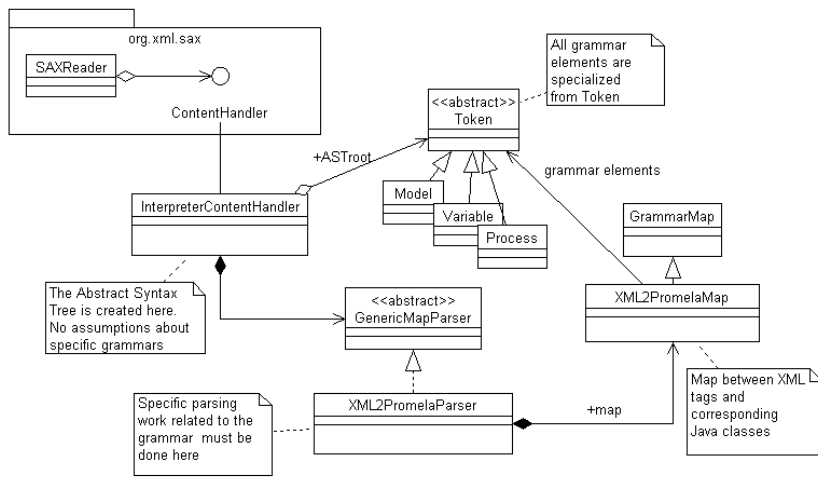 org.xml.sax
SAXReader
ContentHandler
All grammar
elements are
specialized
from Token
<<abstract>>
Token
+ASTroot
grammar elements
Model
Variable
Process
InterpreterContentHandler
GrammarMap
The Abstract Syntax
Tree is created here.
No assumptions about
specific grammars
<<abstract>>
GenericMapParser
XML2PromelaMap
Map between XML
tags and
corresponding
Java classes
Specific parsing
work related to the
grammar must be
done here
XML2PromelaParser
+map